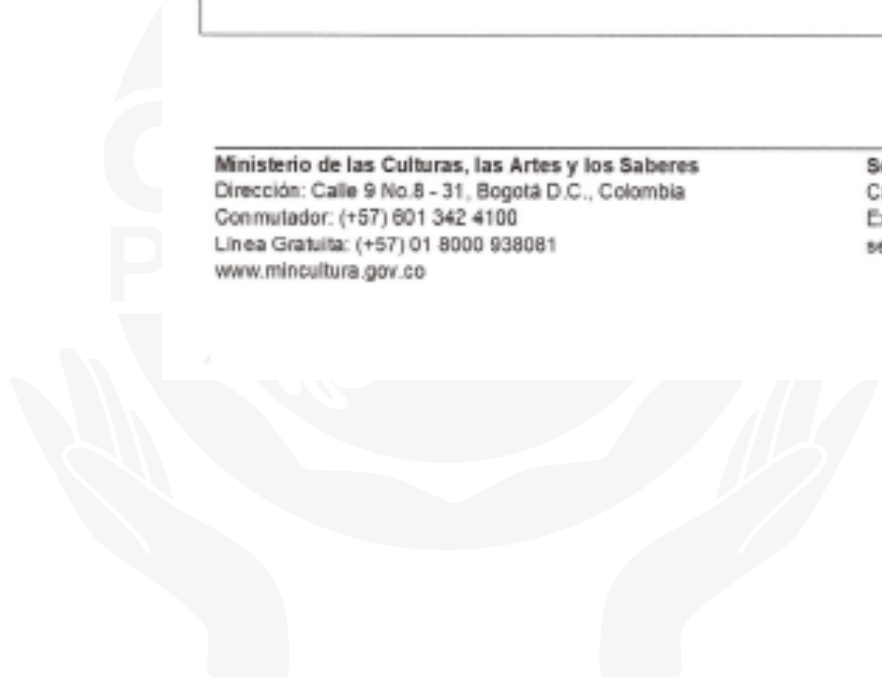 Ministerio de las Culturas, las Artes y los Saberes
Dirección: Calle 9 No.8 - 31, Bogotá D.C., Colombia
Conmutador: (+57) 601 342 4100
Línea Gratuita: (+57) 01 8000 938081
www.mincultura.gov.co